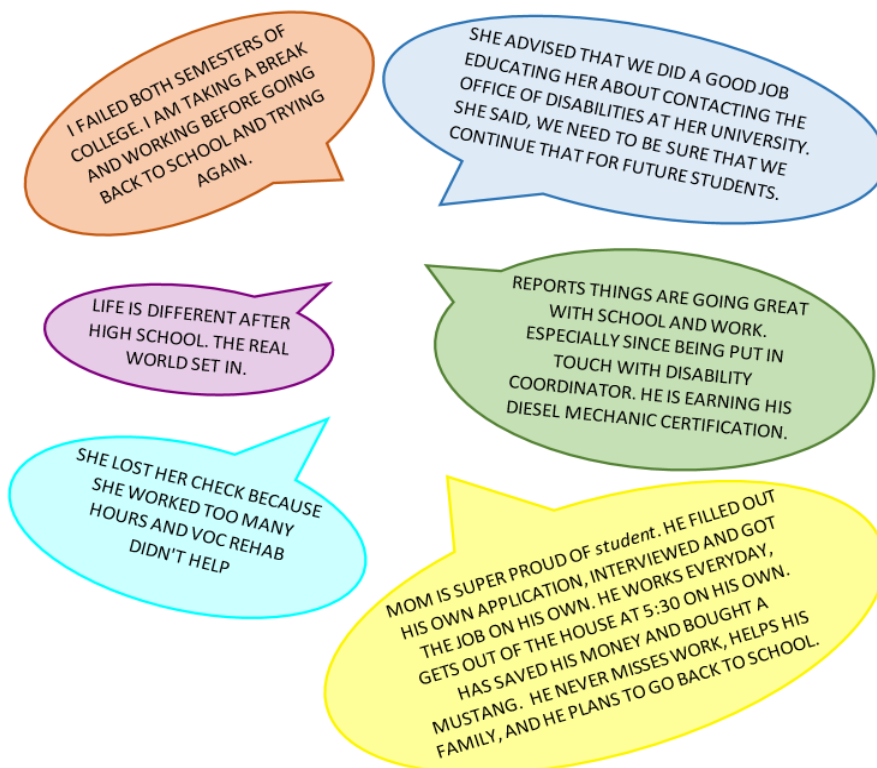 I FAILED BOTH SEMESTERS OF
COLLEGE. I AM TAKING A BREAK
AND WORKING BEFORE GOING
BACK TO SCHOOL AND TRYING
AGAIN.
SHE ADVISED THAT WE DID A GOOD JOB
EDUCATING HER ABOUT CONTACTING THE
OFFICE OF DISABILITIES AT HER UNIVERSITY.
SHE SAID, WE NEED TO BE SURE THAT WE
CONTINUE THAT FOR FUTURE STUDENTS.
LIFE IS DIFFERENT AFTER
HIGH SCHOOL. THE REAL
WORLD SET IN.
REPORTS THINGS ARE GOING GREAT
WITH SCHOOL AND WORK.
ESPECIALLY SINCE BEING PUT IN
TOUCH WITH DISABILITY
COORDINATOR. HE IS EARNING HIS
DIESEL MECHANIC CERTIFICATION.
SHE LOST HER CHECK BECAUSE
SHE WORKED TOO MANY
HOURS AND VOC REHAB
DIDN'T HELP
MOM IS SUPER PROUD OF student. HE FILLED OUT
HIS OWN APPLICATION, INTERVIEWED AND GOT
THE JOB ON HIS OWN. HE WORKS EVERYDAY,
GETS OUT OF THE HOUSE AT 5:30 ON HIS OWN.
HAS SAVED HIS MONEY AND BOUGHT A
MUSTANG. HE NEVER MISSES WORK, HELPS HIS
FAMILY, AND HE PLANS TO GO BACK TO SCHOOL.